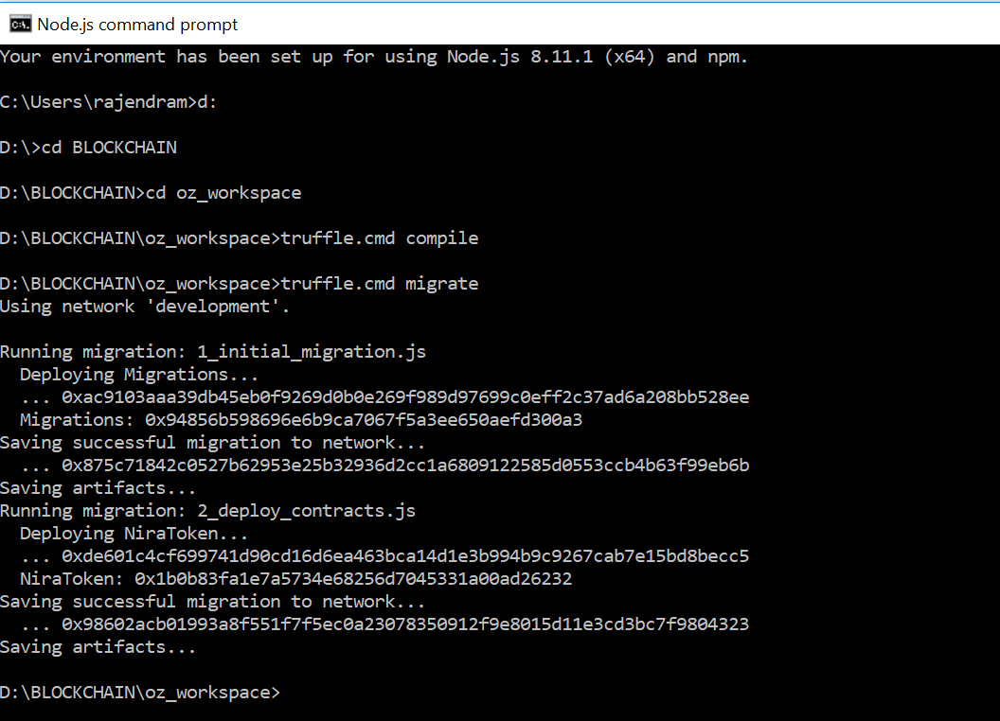 Node.js command prompt
Your environment has been set up for using Node.js 8.11.1 (x64) and npm.
C:\Users\rajendram>d:
D:\>cd BLOCKCHAIN
D:\BLOCKCHAIN>cd oz_workspace
D:\BLOCKCHAIN\oz_workspace>truffle.cmd compile
D:\BLOCKCHAIN\oz_workspace>truffle.cmd migrate
Using network 'development'.
Running migration: 1_initial_migration.js
  Deploying Migrations...
  ... 0xac9103aaa39db45eb0f9269d0b0e269f989d97699c0eff2c37ad6a208bb528ee
  Migrations: 0x94856b598696e6b9ca7067f5a3ee650aefd300a3
Saving successful migration to network...
  ... 0x875c71842c0527b62953e25b32936d2cc1a6809122585d0553ccb4b63f99eb6b
Saving artifacts...
Running migration: 2_deploy_contracts.js
  Deploying NiraToken...
  ... 0xde601c4cf699741d90cd16d6ea463bca14d1e3b994b9c9267cab7e15bd8becc5
  NiraToken: 0x1b0b83fa1e7a5734e68256d7045331a00ad26232
Saving successful migration to network...
  ... 0x98602acb01993a8f551f7f5ec0a23078350912f9e8015d11e3cd3bc7f9804323
Saving artifacts...
D:\BLOCKCHAIN\oz_workspace>